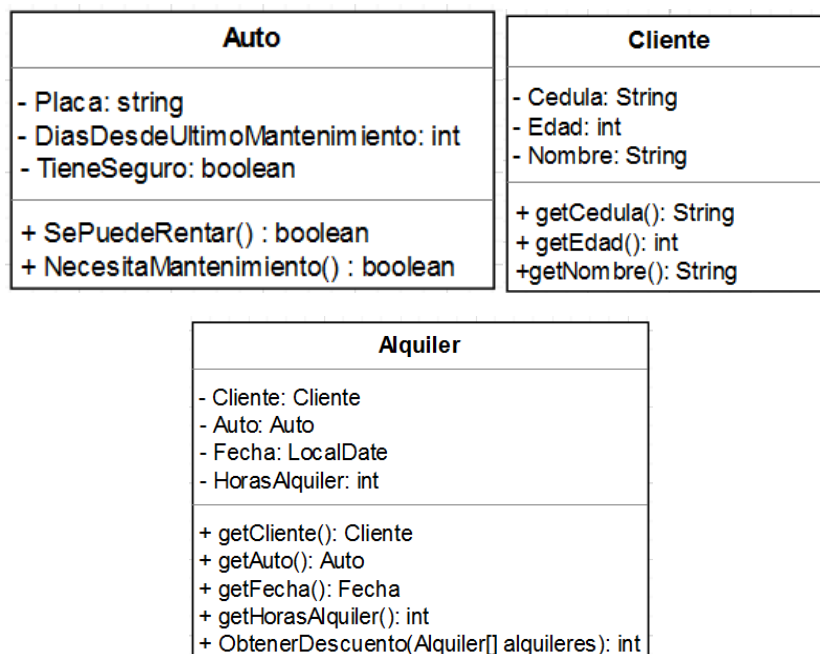 Auto
- Placa: string
- DiasDesdeUltimoMantenimiento: int
- TieneSeguro: boolean
+ SePuedeRentar() : boolean
+ NecesitaMantenimiento() : boolean
Cliente
- Cedula: String
- Edad: int
- Nombre: String
+ getCedula(): String
+ getEdad(): int
+getNombre(): String
Alquiler
- Cliente: Cliente
- Auto: Auto
- Fecha: LocalDate
- HorasAlquiler: int
+ getCliente(): Cliente
+ getAuto(): Auto
+ getFecha(): Fecha
+ getHorasAlquiler(): int
+ ObtenerDescuento(Alquiler[] alquileres): int